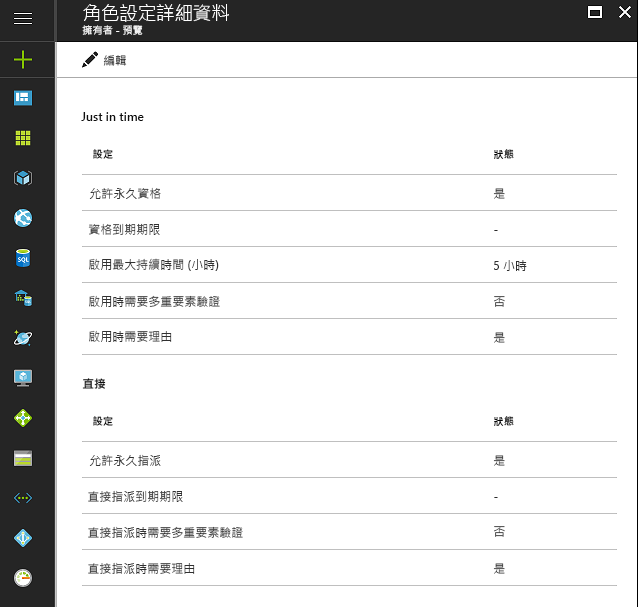 角色設定詳細資料
擁有者 - 預覽
編輯
Just in time
設定 狀態
允許永久資格 是
資格到期期限 -
啟用最大持續時間 (小時) 5 小時
啟用時需要多重要素驗證 否
啟用時需要理由 是
直接
設定 狀態
允許永久指派 是
直接指派到期期限 -
直接指派時需要多重要素驗證 否
直接指派時需要理由 是
SQL